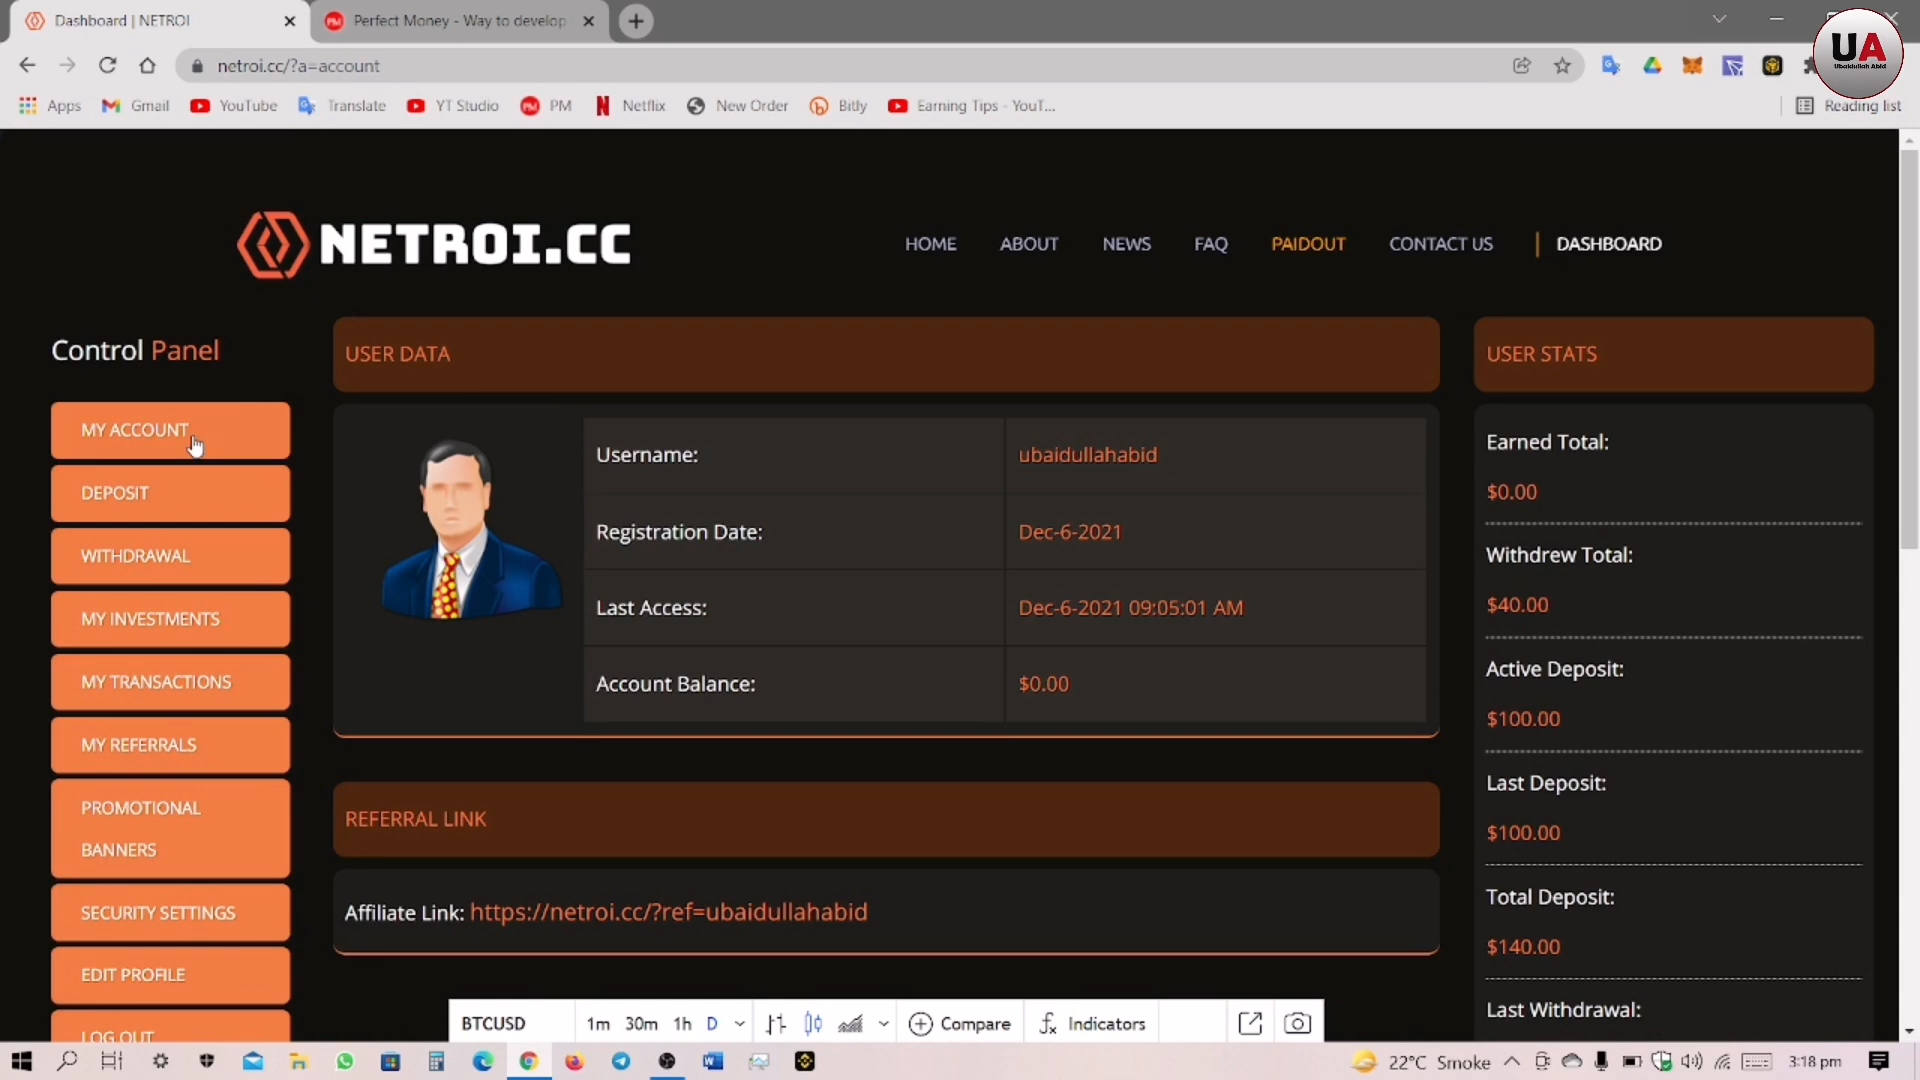 Dashboard | NETROI
Perfect Money - Way to develop
netroi.cc/?a=account
UA
Ubaidullah Abid
Apps
Gmail
YouTube
Translate
YT Studio
PM
Netflix
New Order
Bitly
Earning Tips - YouT...
Reading list
NETROI.CC
HOME
ABOUT
NEWS
FAQ
PAIDOUT
CONTACT US
DASHBOARD
Control Panel
MY ACCOUNT
DEPOSIT
WITHDRAWAL
MY INVESTMENTS
MY TRANSACTIONS
MY REFERRALS
PROMOTIONAL
BANNERS
SECURITY SETTINGS
EDIT PROFILE
LOG OUT
USER DATA
Username: ubaidullahabid
Registration Date: Dec-6-2021
Last Access: Dec-6-2021 09:05:01 AM
Account Balance: $0.00
REFERRAL LINK
Affiliate Link: https://netroi.cc/?ref=ubaidullahabid
USER STATS
Earned Total:
$0.00
Withdrew Total:
$40.00
Active Deposit:
$100.00
Last Deposit:
$100.00
Total Deposit:
$140.00
Last Withdrawal:
BTCUSD 1m 30m 1h D Compare Indicators
22°C Smoke 3:18 pm